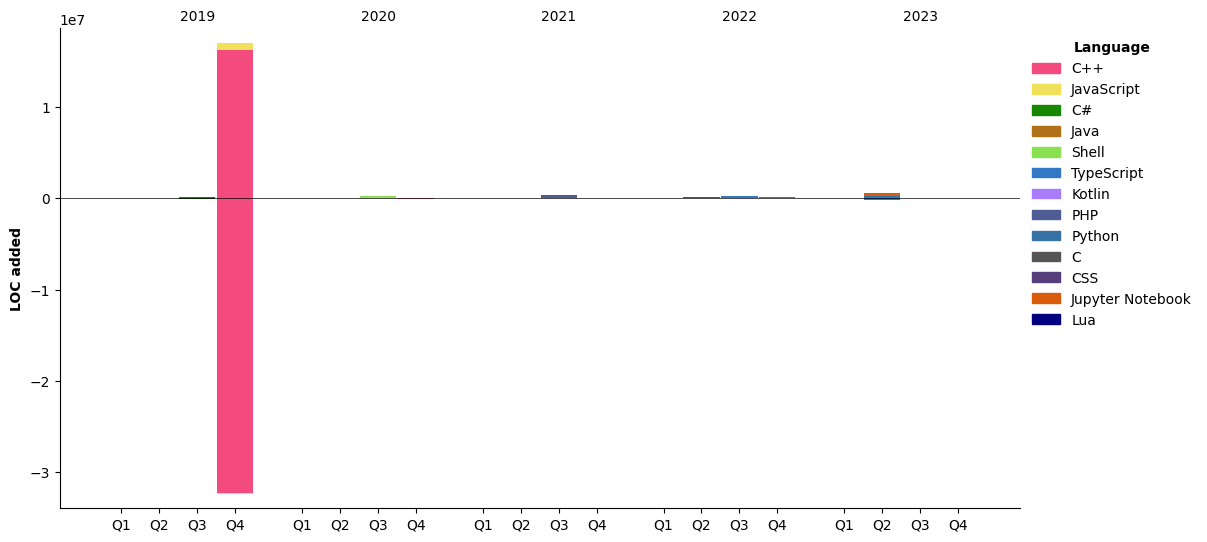 1e7
2019 2020 2021 2022 2023
LOC added
1
0
−1
−2
−3
Q1 Q2 Q3 Q4 Q1 Q2 Q3 Q4 Q1 Q2 Q3 Q4 Q1 Q2 Q3 Q4 Q1 Q2 Q3 Q4
Language
C++
JavaScript
C#
Java
Shell
TypeScript
Kotlin
PHP
Python
C
CSS
Jupyter Notebook
Lua